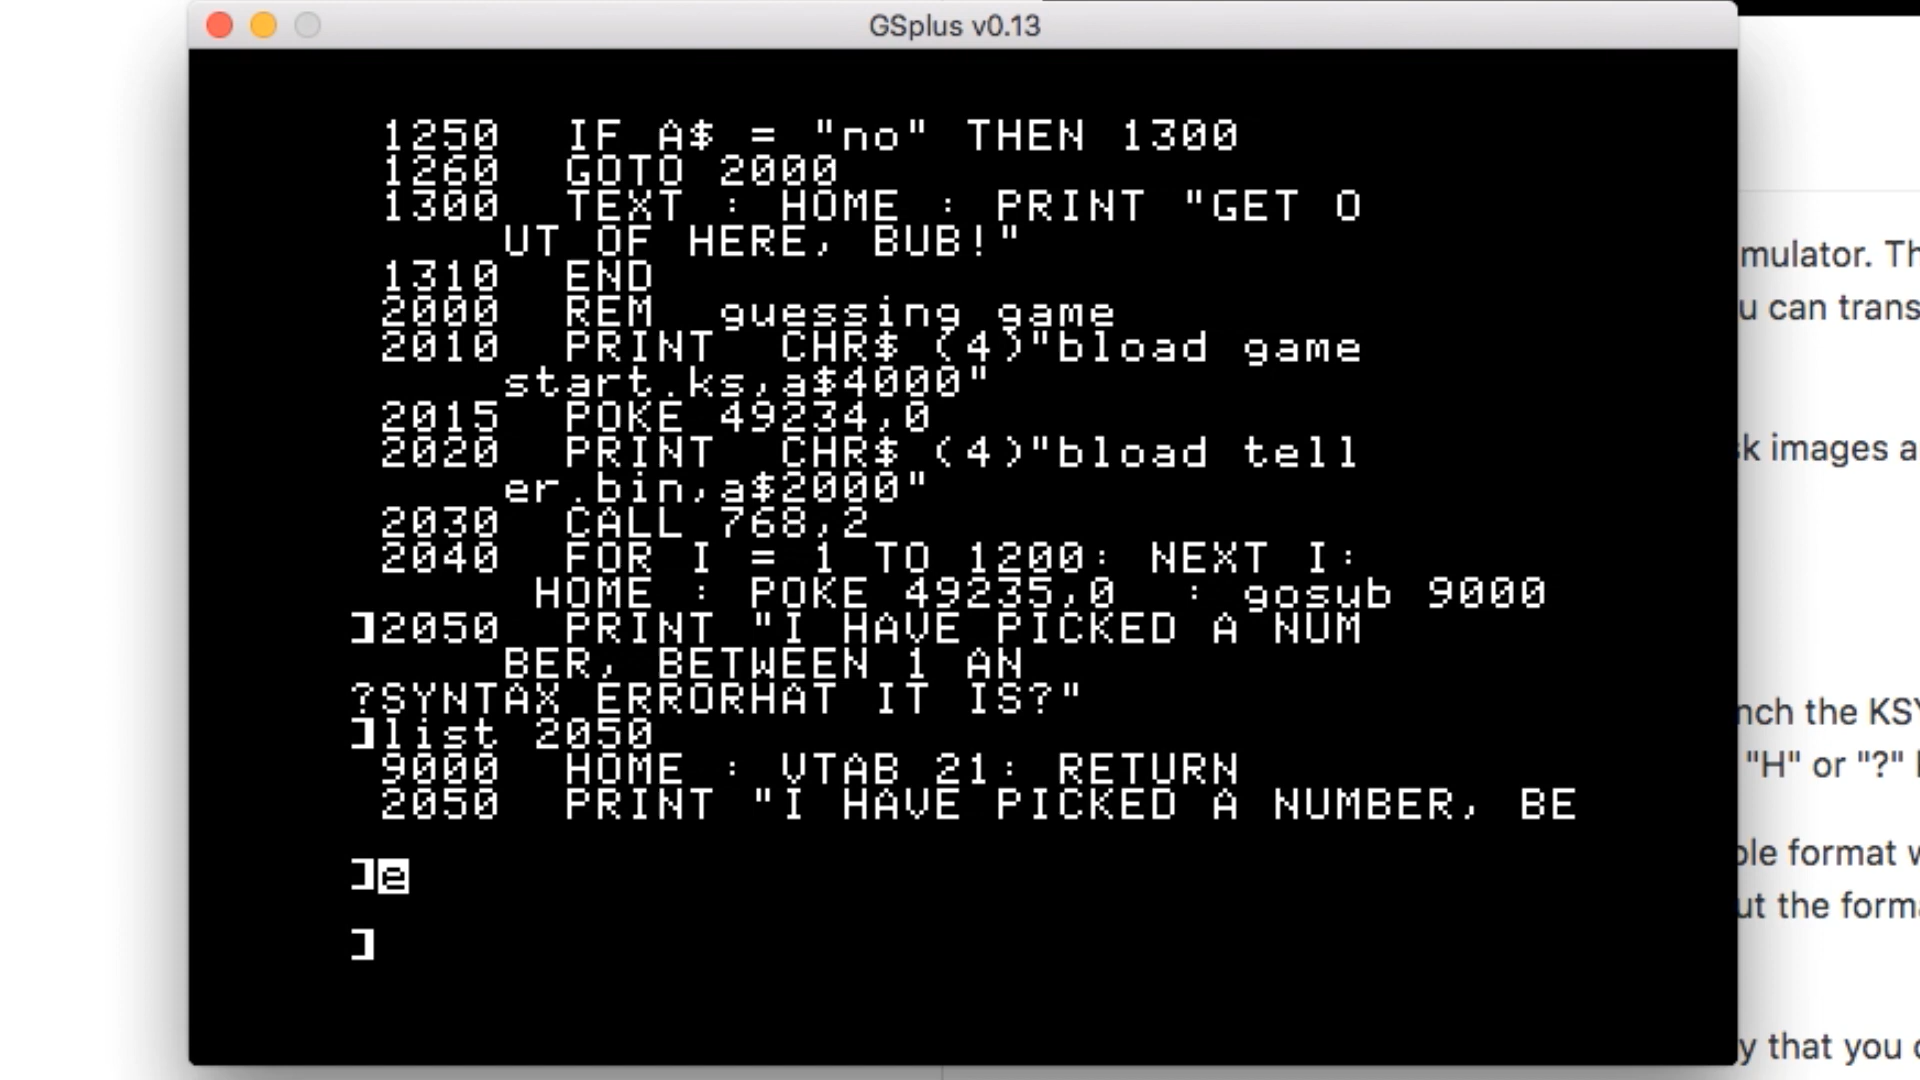 GSplus v0.13
1250 IF A$ = "no" THEN 1300
1260 GOTO 2000
1300 TEXT : HOME : PRINT "GET O
UT OF HERE, BUB!"
1310 END
2000 REM guessing game
2010 PRINT CHR$ (4)"bload game
start.ks,a$4000"
2015 POKE 49234,0
2020 PRINT CHR$ (4)"bload tell
er.bin,a$2000"
2030 CALL 768,2
2040 FOR I = 1 TO 1200: NEXT I:
HOME : POKE 49235,0 : gosub 9000
]2050 PRINT "I HAVE PICKED A NUM
BER, BETWEEN 1 AN
?SYNTAX ERRORHAT IT IS?"
]list 2050
9000 HOME : VTAB 21: RETURN
2050 PRINT "I HAVE PICKED A NUMBER, BE
]e
]
mulator. Th
u can trans
k images a
nch the KSY
"H" or "?"
ble format w
ut the forma
y that you